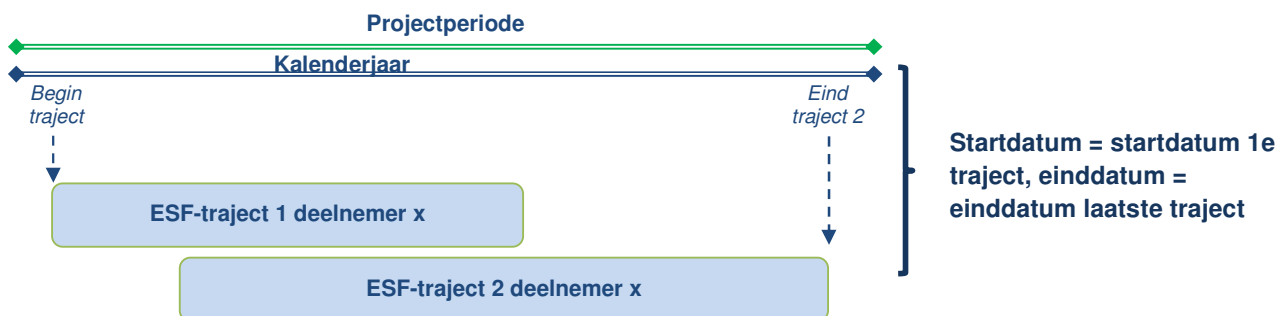 Projectperiode
Kalenderjaar
Begin
traject
Eind
traject 2
Startdatum = startdatum 1e
traject, einddatum =
einddatum laatste traject
ESF-traject 1 deelnemer x
ESF-traject 2 deelnemer x